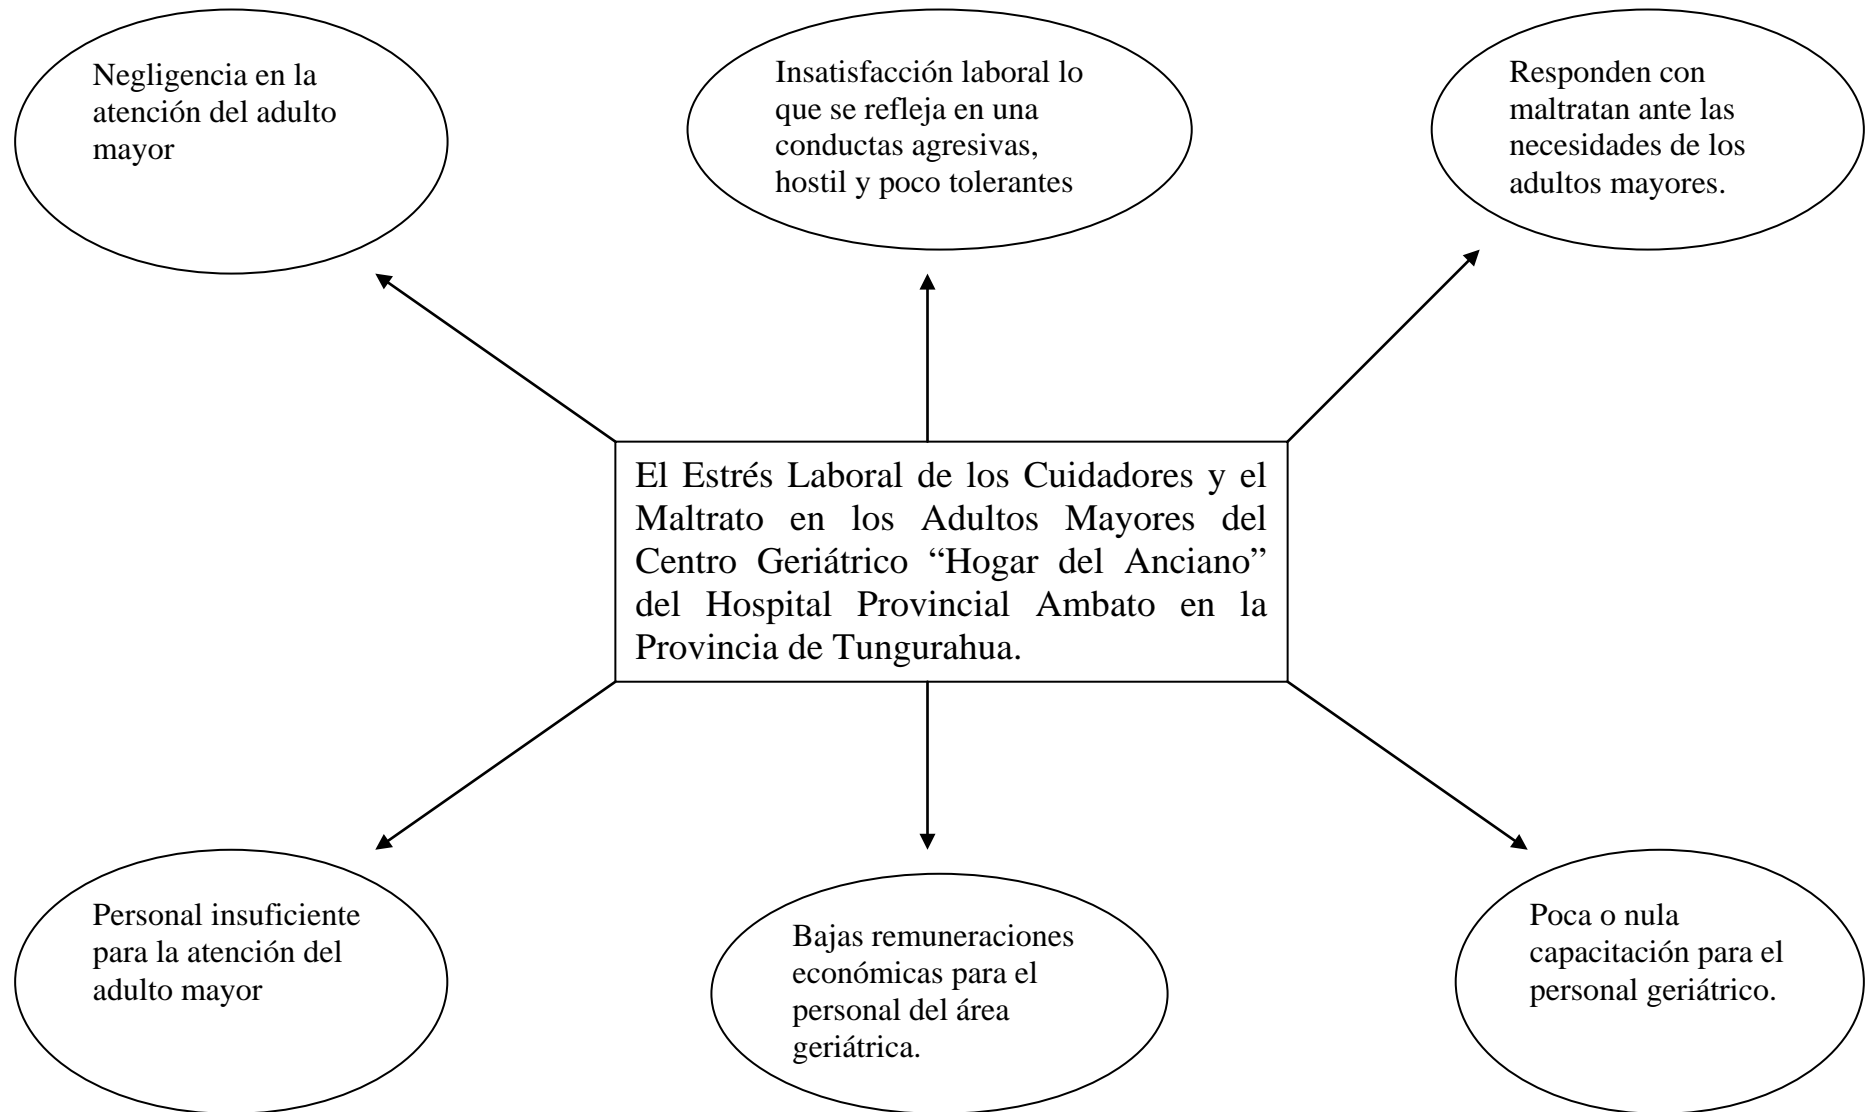 Negligencia en la
atención del adulto
mayor
Insatisfacción laboral lo
que se refleja en una
conductas agresivas,
hostil y poco tolerantes
Responden con
maltratan ante las
necesidades de los
adultos mayores.
El Estrés Laboral de los Cuidadores y el
Maltrato en los Adultos Mayores del
Centro Geriátrico “Hogar del Anciano”
del Hospital Provincial Ambato en la
Provincia de Tungurahua.
Personal insuficiente
para la atención del
adulto mayor
Bajas remuneraciones
económicas para el
personal del área
geriátrica.
Poca o nula
capacitación para el
personal geriátrico.